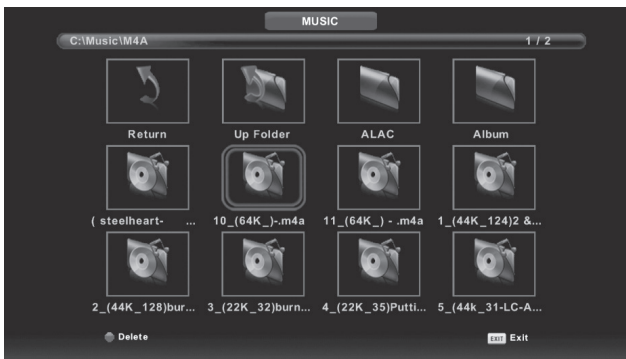 MUSIC
C:\Music\M4A 1 / 2
Return Up Folder ALAC Album
( steelheart- ... 10_(64K_)-.m4a 11_(64K_) - .m4a 1_(44K_124)2 &...
2_(44K_128)bur... 3_(22K_32)burn... 4_(22K_35)Putti... 5_(44k_31-LC-A...
Delete EXIT Exit